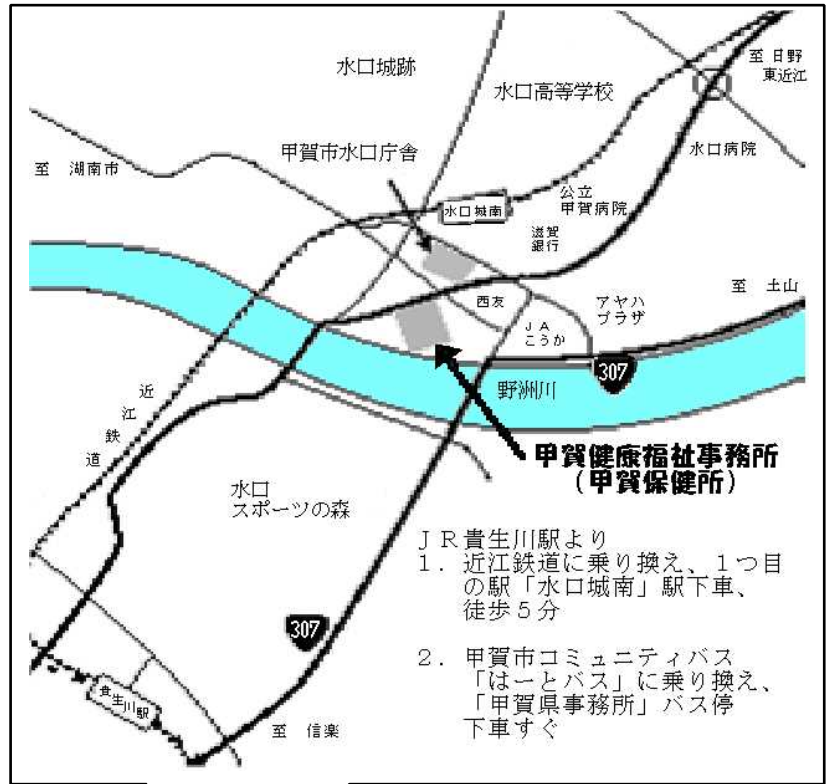 至 日野
東近江
水口城跡
水口高等学校
甲賀市水口庁舎
水口病院
至 湖南市
公立
甲賀病院
水口城南
滋賀
銀行
至 土山
西友
アヤハ
プラザ
ＪＡ
こうか
307
野洲川
近江鉄道
甲賀健康福祉事務所
（甲賀保健所）
水口
スポーツの森
ＪＲ貴生川駅より
１．近江鉄道に乗り換え、１つ目
の駅「水口城南」駅下車、
徒歩５分
307
２．甲賀市コミュニティバス
「はーとバス」に乗り換え、
「甲賀県事務所」バス停
下車すぐ
貴生川駅
至 信楽